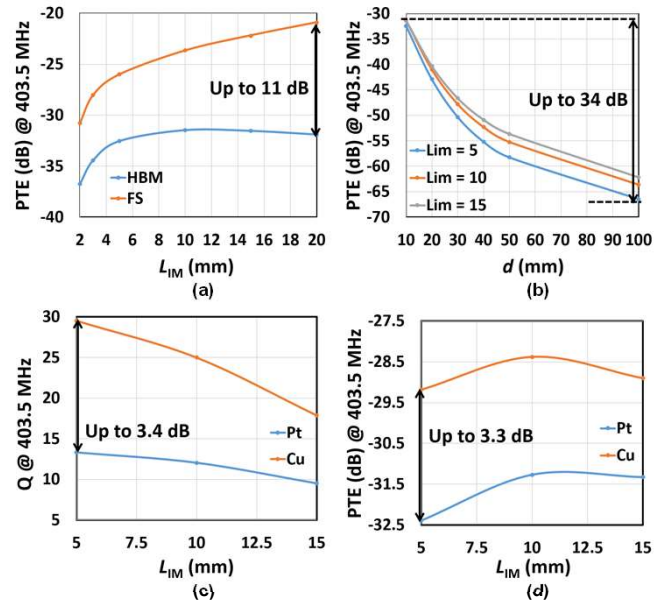 PTE (dB) @ 403.5 MHz
-20
-25
-30
-35
-40
Up to 11 dB
HBM
FS
2 4 6 8 10 12 14 16 18 20
LIM (mm)
(a)
PTE (dB) @ 403.5 MHz
-30
-35
-40
-45
-50
-55
-60
-65
-70
Up to 34 dB
Lim = 5
Lim = 10
Lim = 15
10 20 30 40 50 60 70 80 90 100
d (mm)
(b)
Q @ 403.5 MHz
30
25
20
15
10
5
Up to 3.4 dB
Pt
Cu
5 7.5 10 12.5 15
LIM (mm)
(c)
PTE (dB) @ 403.5 MHz
-27.5
-28.5
-29.5
-30.5
-31.5
-32.5
Up to 3.3 dB
Pt
Cu
5 7.5 10 12.5 15
LIM (mm)
(d)